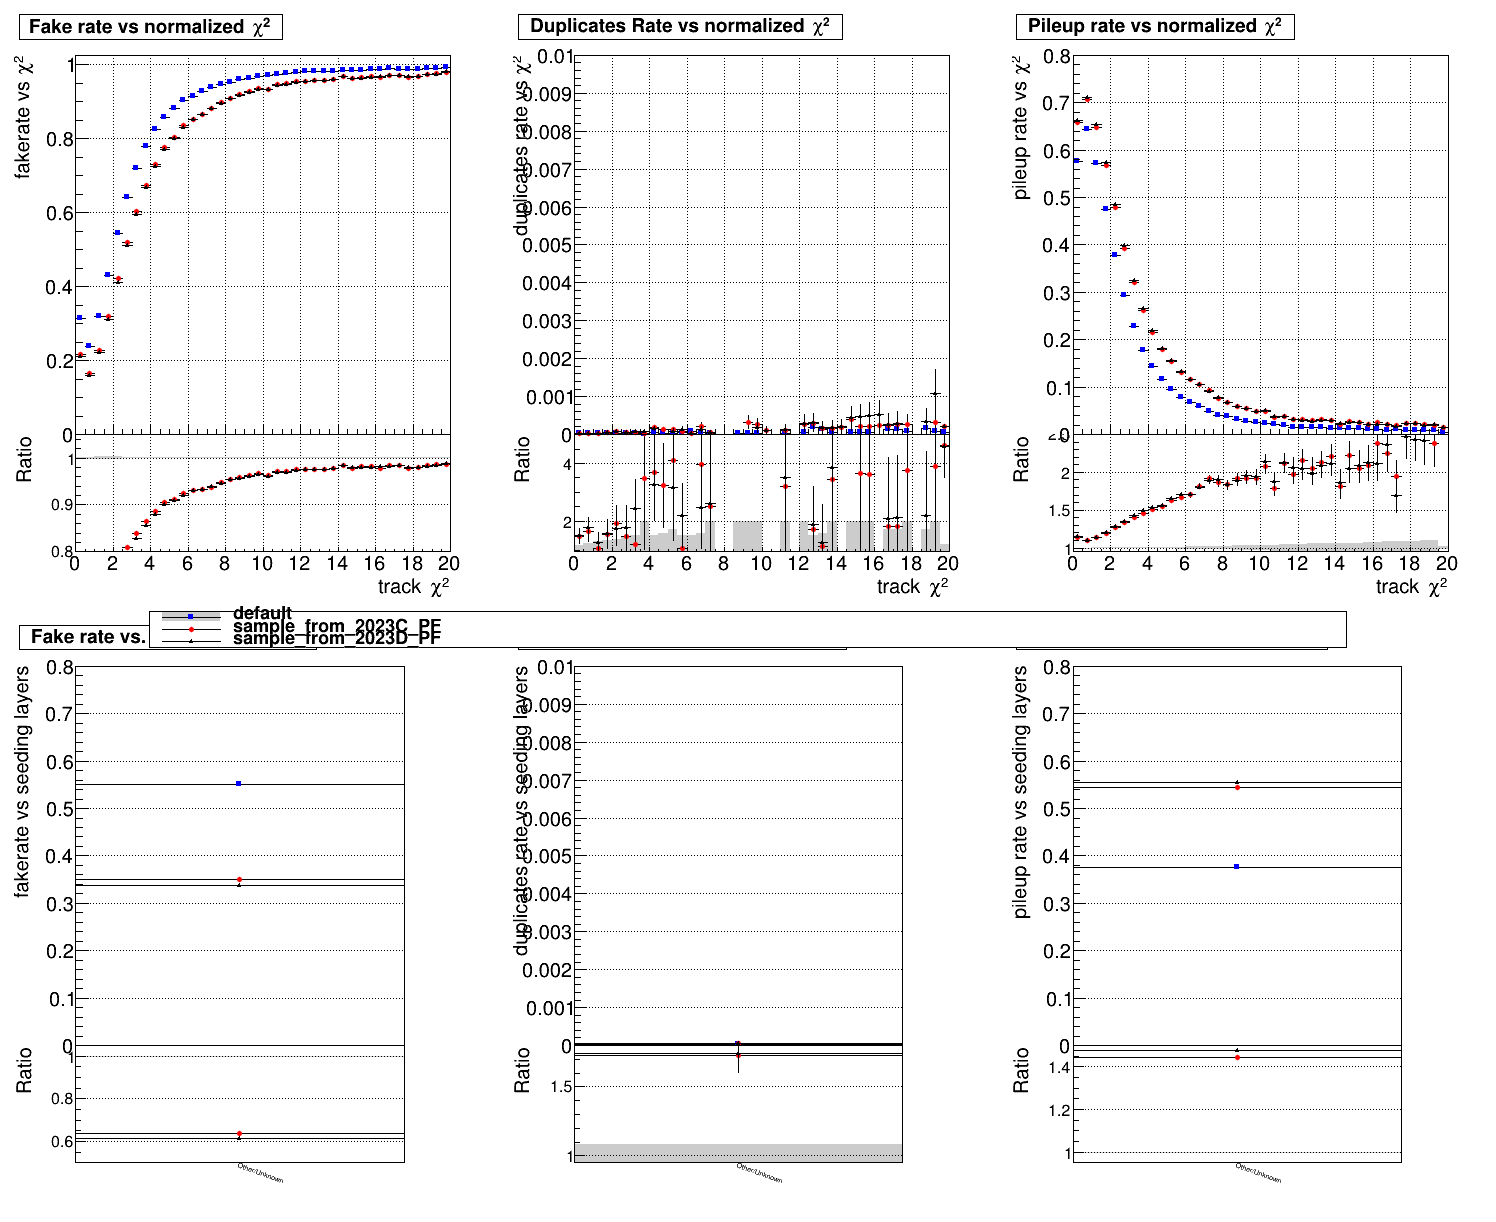 Fake rate vs normalized χ²
Duplicates Rate vs normalized χ²
Pileup rate vs normalized χ²
fakerate vs χ²
1
0.8
0.6
0.4
0.2
0
Ratio
1
0.9
0.8
0 2 4 6 8 10 12 14 16 18 20
track χ²
duplicates rate vs χ²
0.01
0.009
0.008
0.007
0.006
0.005
0.004
0.003
0.002
0.001
0
Ratio
4
2
0 2 4 6 8 10 12 14 16 18 20
track χ²
pileup rate vs χ²
0.8
0.7
0.6
0.5
0.4
0.3
0.2
0.1
Ratio
2
1.5
1
0 2 4 6 8 10 12 14 16 18 20
track χ²
default
sample_from_2023C_PF
sample_from_2023D_PF
Fake rate vs.
fakerate vs seeding layers
0.8
0.7
0.6
0.5
0.4
0.3
0.2
0.1
0
Ratio
1
0.8
0.6
Other/Unknown
duplicates rate vs seeding layers
0.01
0.009
0.008
0.007
0.006
0.005
0.004
0.003
0.002
0.001
0
Ratio
1.5
1
Other/Unknown
pileup rate vs seeding layers
0.8
0.7
0.6
0.5
0.4
0.3
0.2
0.1
0
Ratio
1.4
1.2
1
Other/Unknown